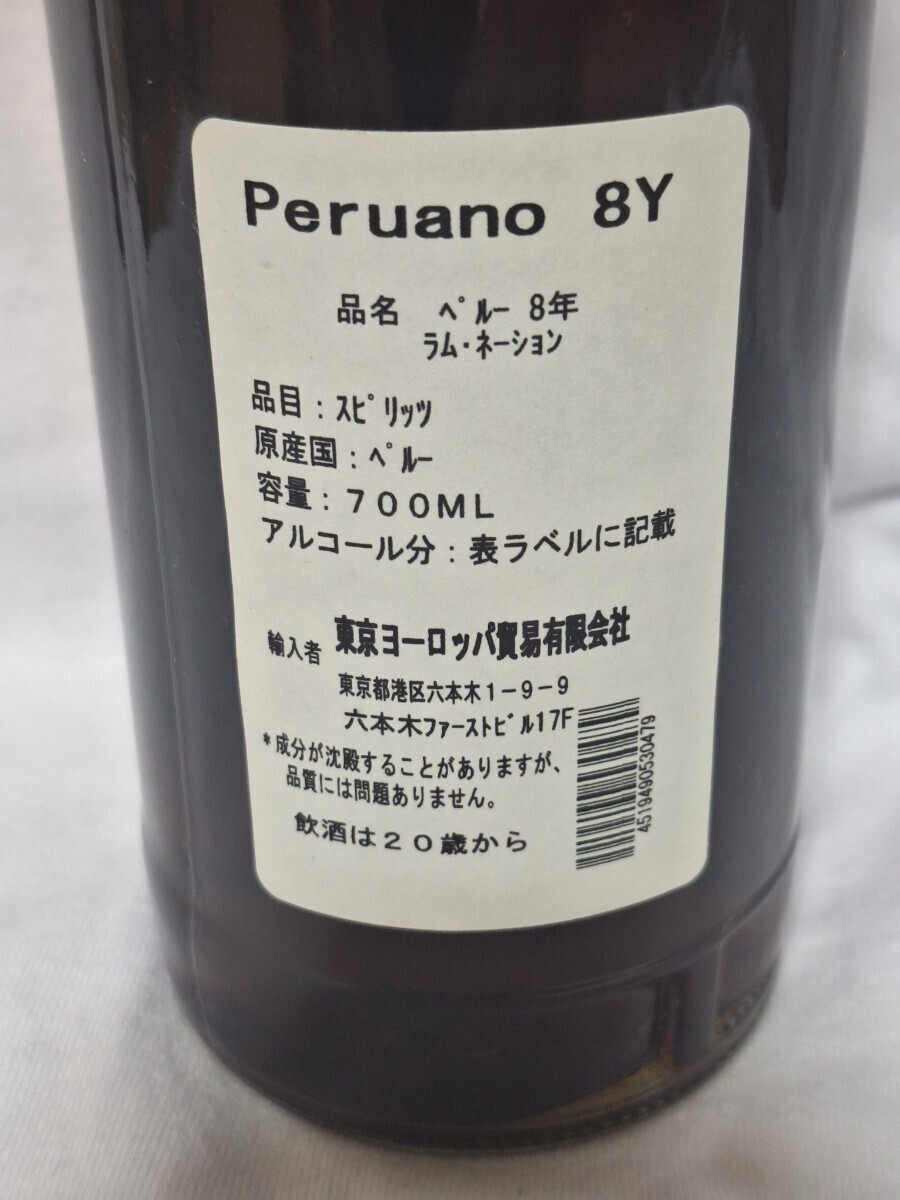 Peruano 8Y
品名 ペルー 8年
ラム・ネーション
品目:スピリッツ
原産国:ペルー
容量:700ML
アルコール分:表ラベルに記載
輸入者 東京ヨーロッパ貿易有限会社
東京都港区六本木1-9-9
六本木ファーストビル17F
*成分が沈殿することがありますが、
品質には問題ありません。
飲酒は20歳から
4519490530479